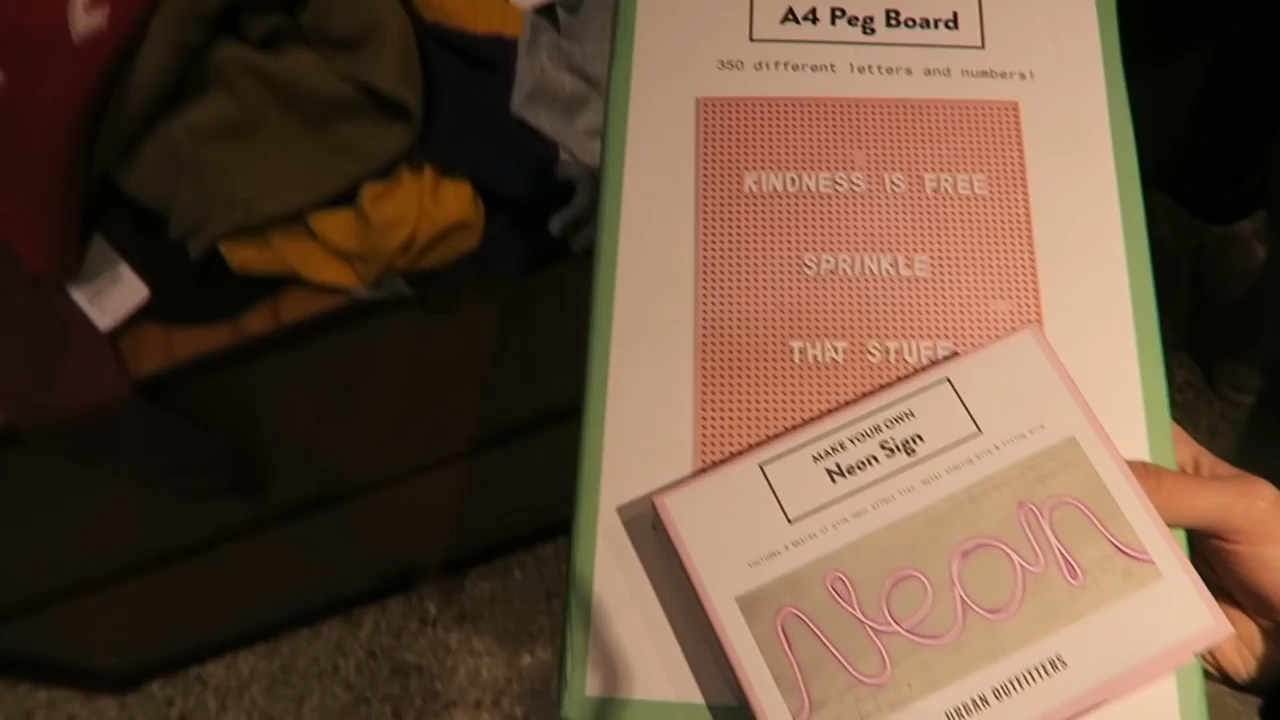 A4 Peg Board
350 different letters and numbers!
KINDNESS IS FREE
SPRINKLE
THAT STUFF
MAKE YOUR OWN
Neon Sign
neon
URBAN OUTFITTERS